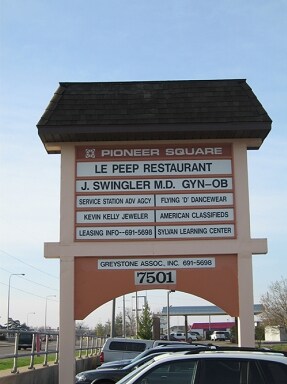 PIONEER SQUARE
LE PEEP RESTAURANT
J. SWINGLER M.D. GYN-OB
SERVICE STATION ADV AGCY
FLYING 'D' DANCEWEAR
KEVIN KELLY JEWELER
AMERICAN CLASSIFIEDS
LEASING INFO--691-5698
SYLVAN LEARNING CENTER
GREYSTONE ASSOC., INC. 691-5698
7501